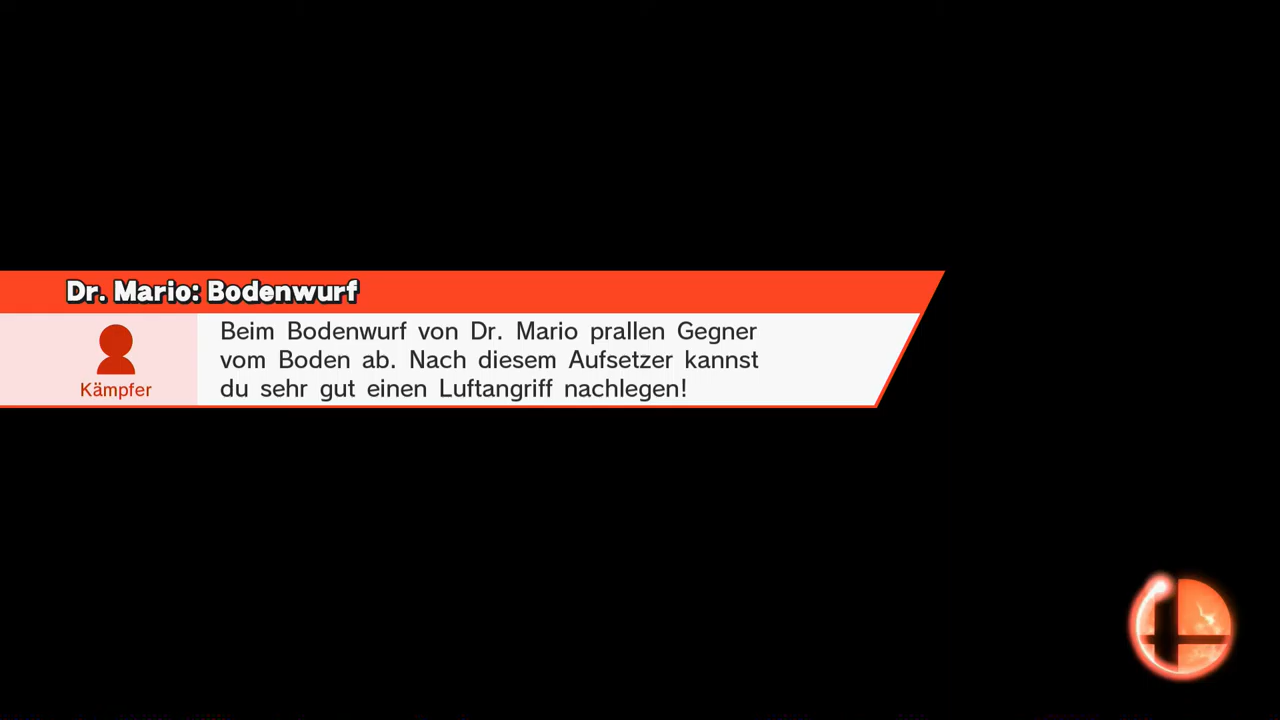 Dr. Mario: Bodenwurf
Beim Bodenwurf von Dr. Mario prallen Gegner
vom Boden ab. Nach diesem Aufsetzer kannst
du sehr gut einen Luftangriff nachlegen!
Kämpfer